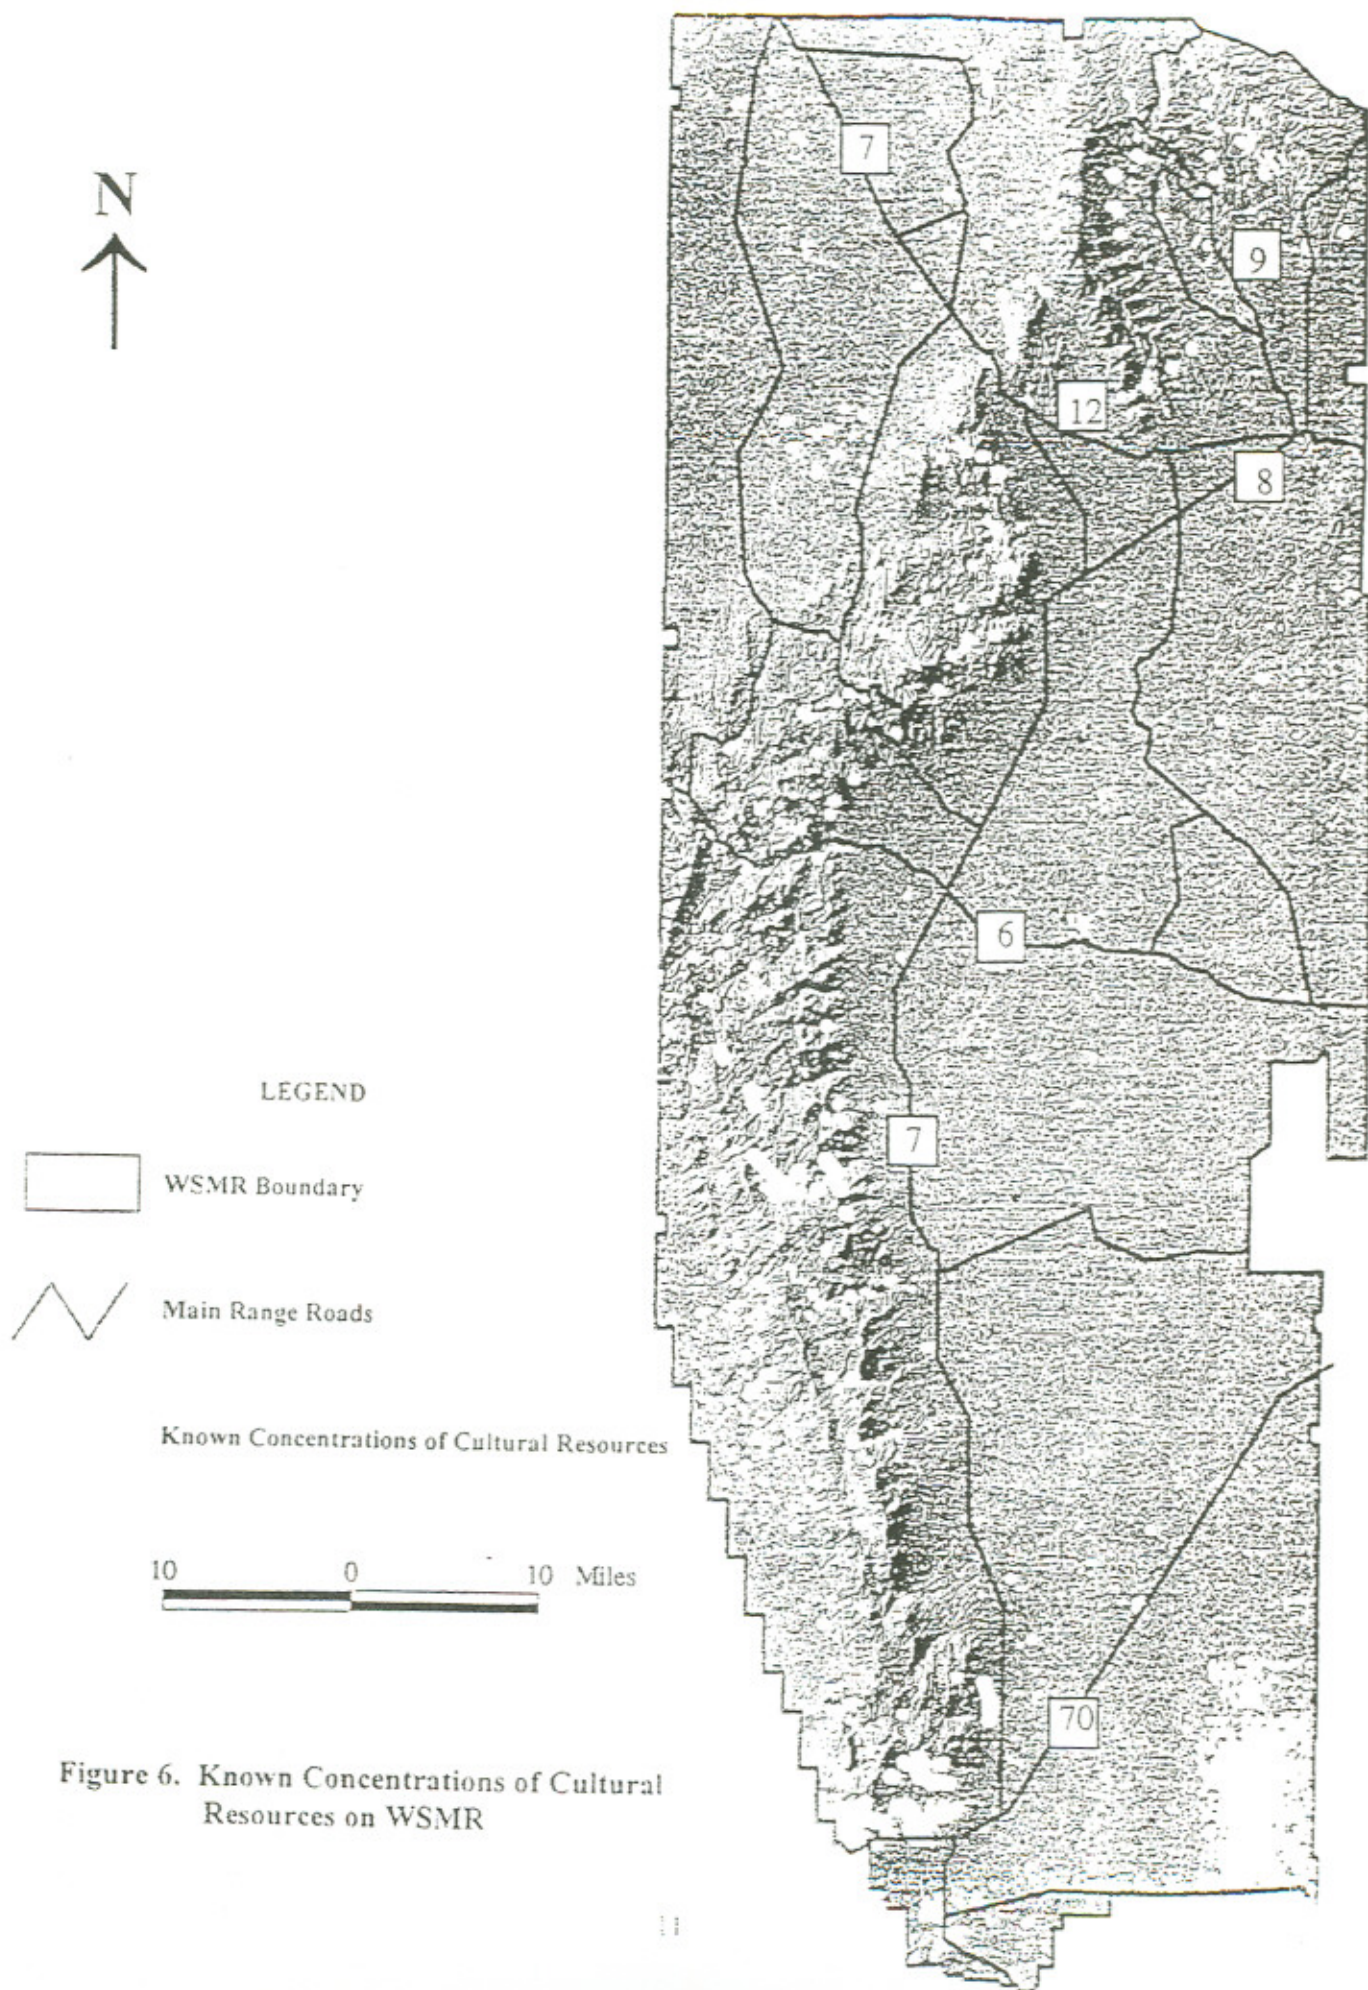 N
7
9
12
8
6
LEGEND
7
WSMR Boundary
Main Range Roads
Known Concentrations of Cultural Resources
10 0 10 Miles
70
Figure 6. Known Concentrations of Cultural
Resources on WSMR
11